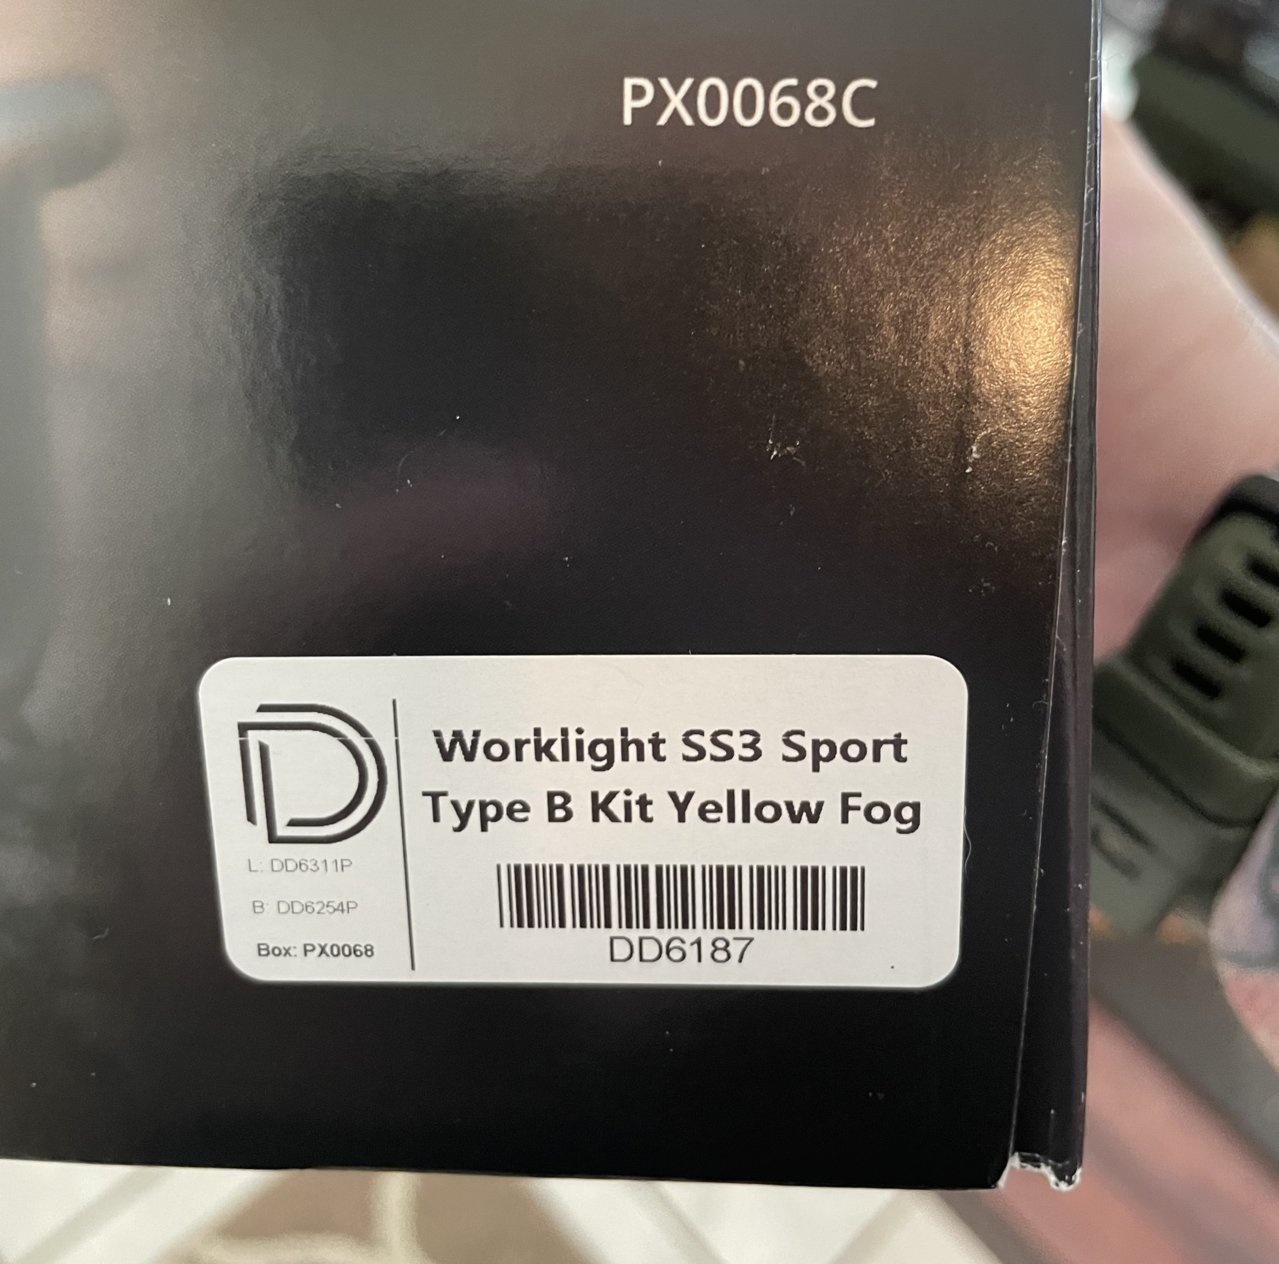 PX0068C
Worklight SS3 Sport
Type B Kit Yellow Fog
L: DD6311P
B: DD6254P
Box: PX0068
DD6187